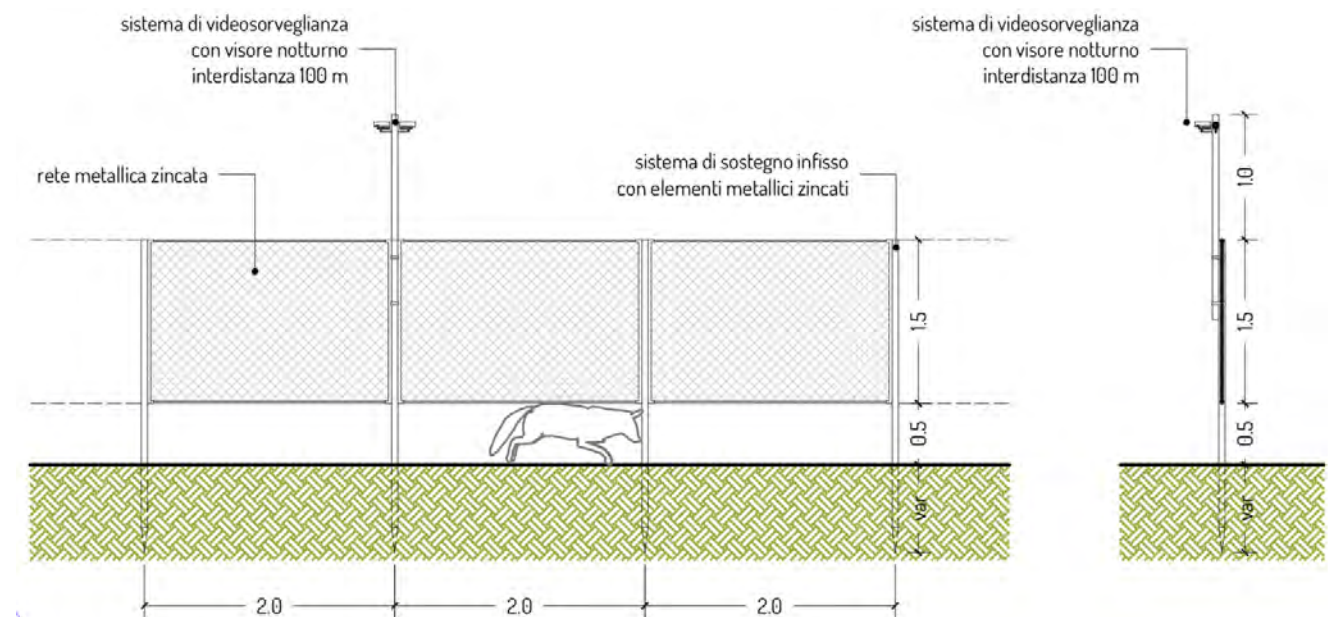 sistema di videosorveglianza
con visore notturno
interdistanza 100 m
sistema di videosorveglianza
con visore notturno
interdistanza 100 m
rete metallica zincata
sistema di sostegno infisso
con elementi metallici zincati
1.0
1.5
1.5
0.5
0.5
var
var
2.0
2.0
2.0